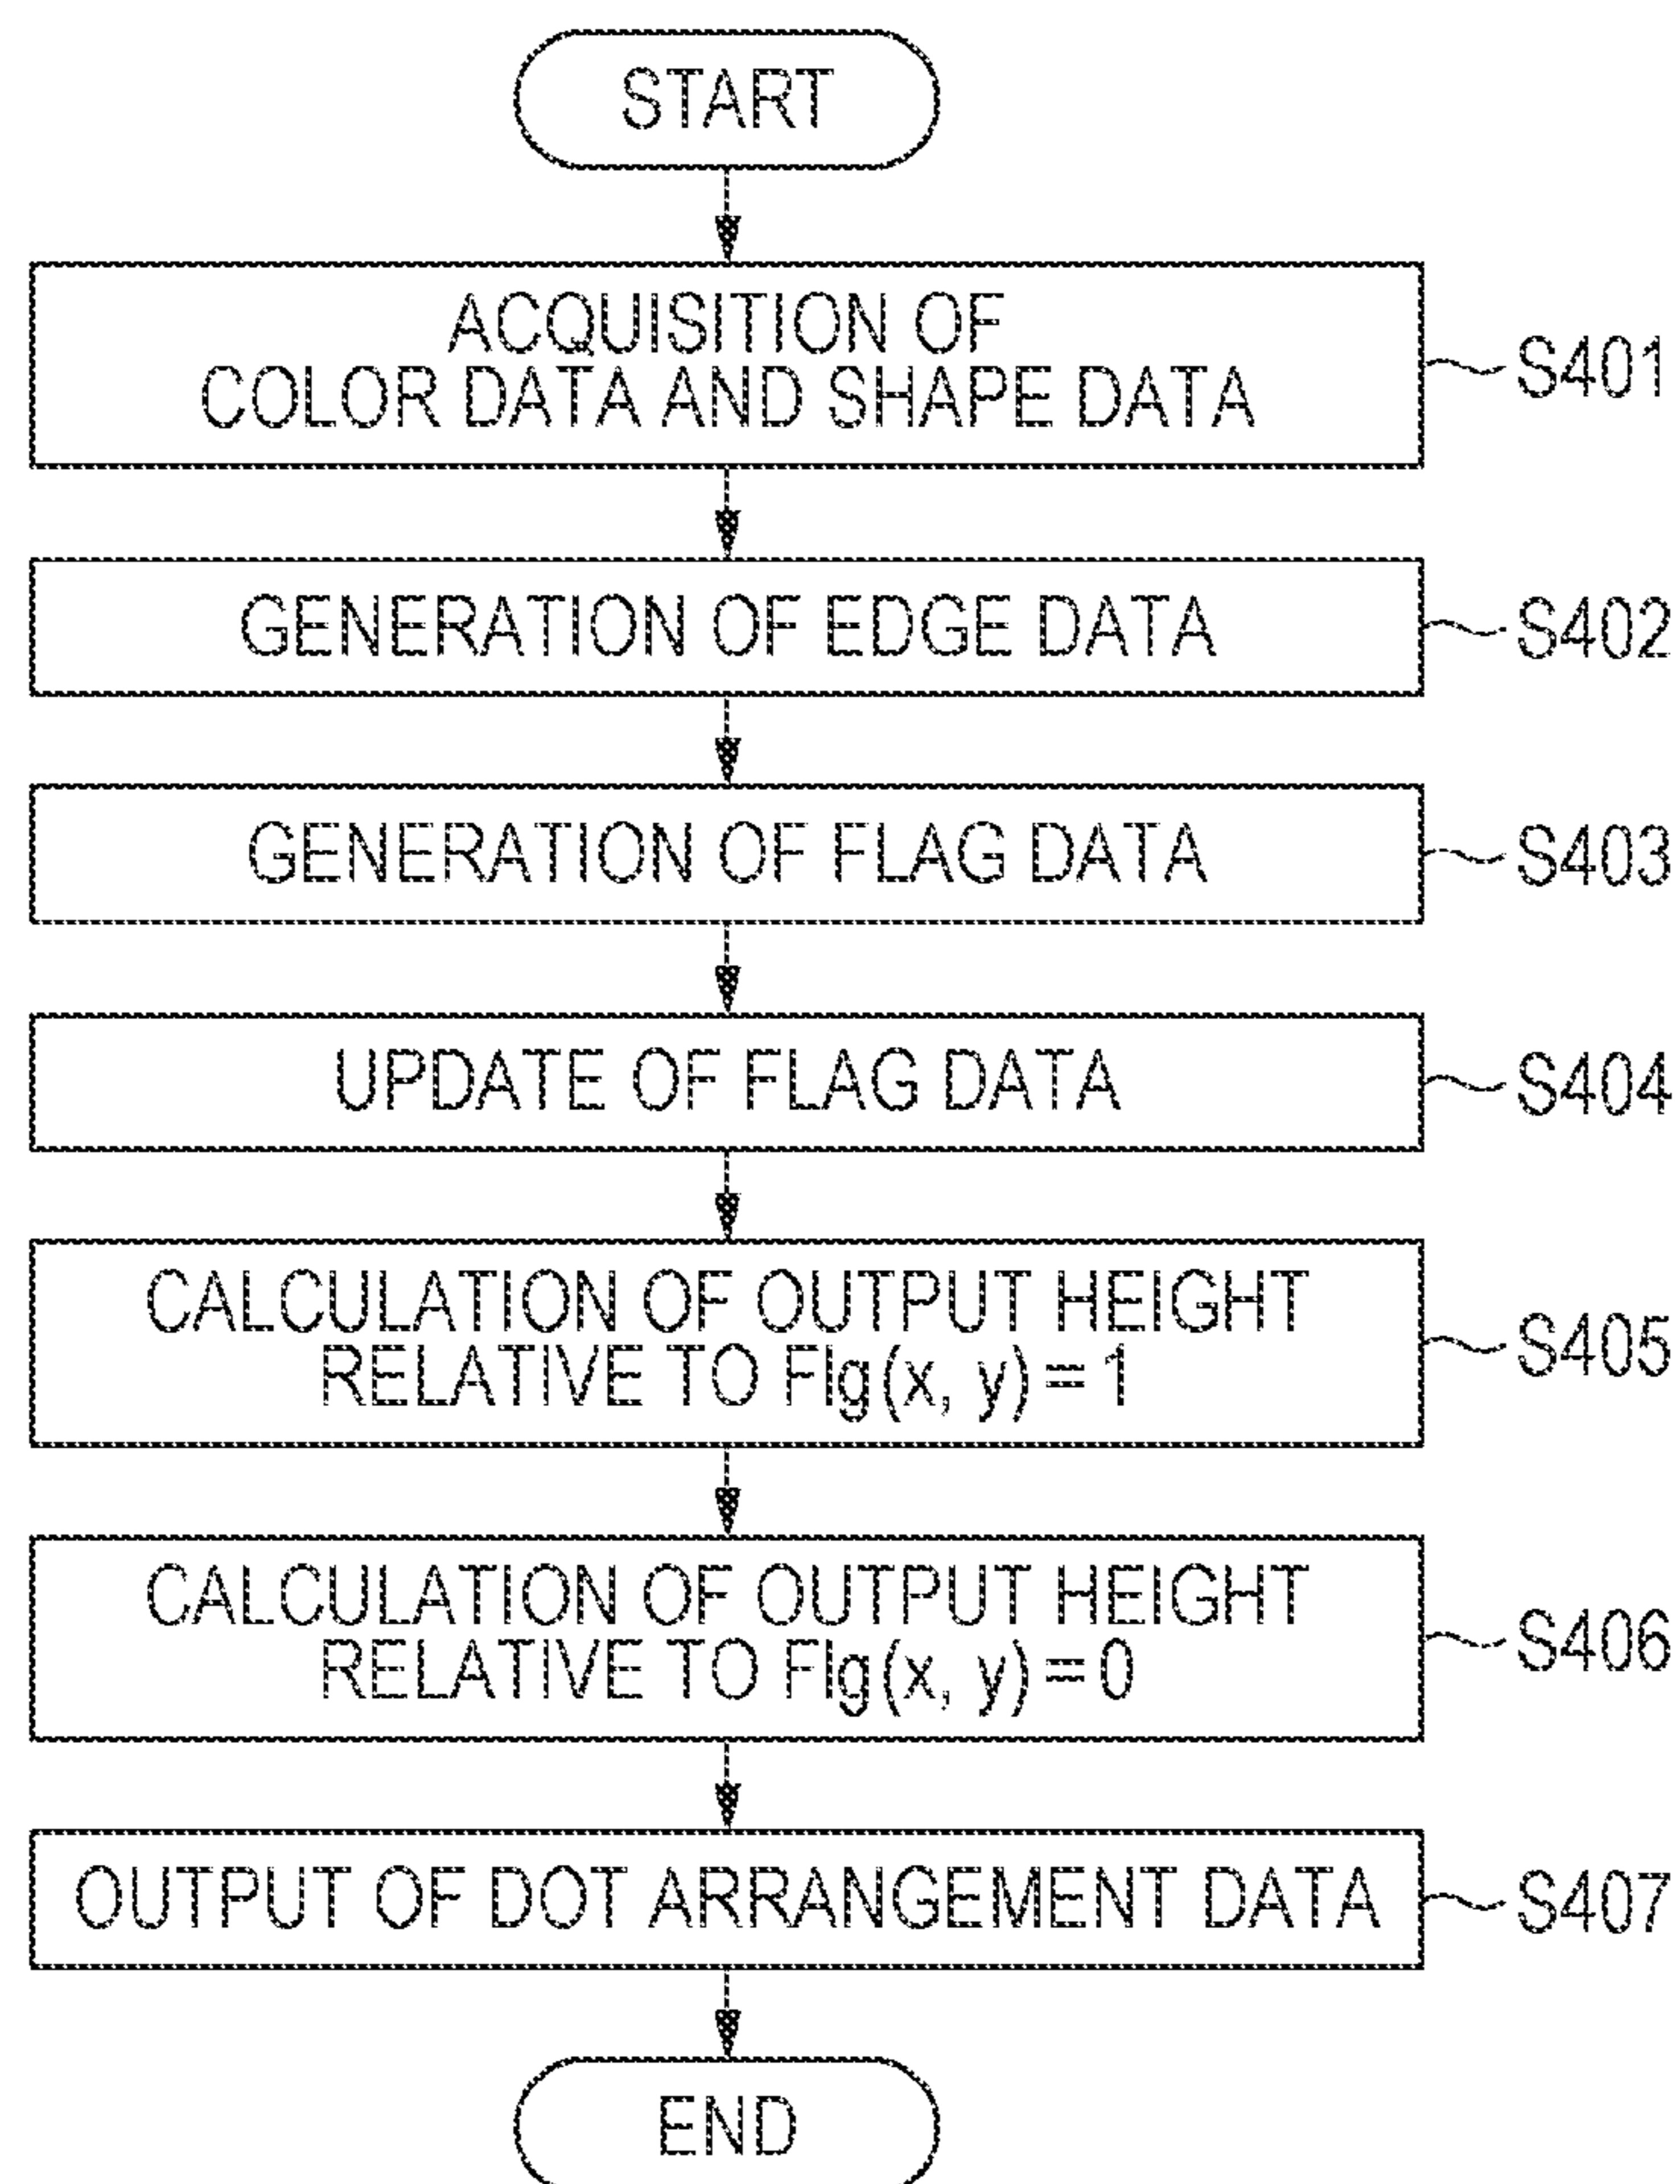 START
ACQUISITION OF
COLOR DATA AND SHAPE DATA
S401
GENERATION OF EDGE DATA
S402
GENERATION OF FLAG DATA
S403
UPDATE OF FLAG DATA
S404
CALCULATION OF OUTPUT HEIGHT
RELATIVE TO Flg(x, y) = 1
S405
CALCULATION OF OUTPUT HEIGHT
RELATIVE TO Flg(x, y) = 0
S406
OUTPUT OF DOT ARRANGEMENT DATA
S407
END